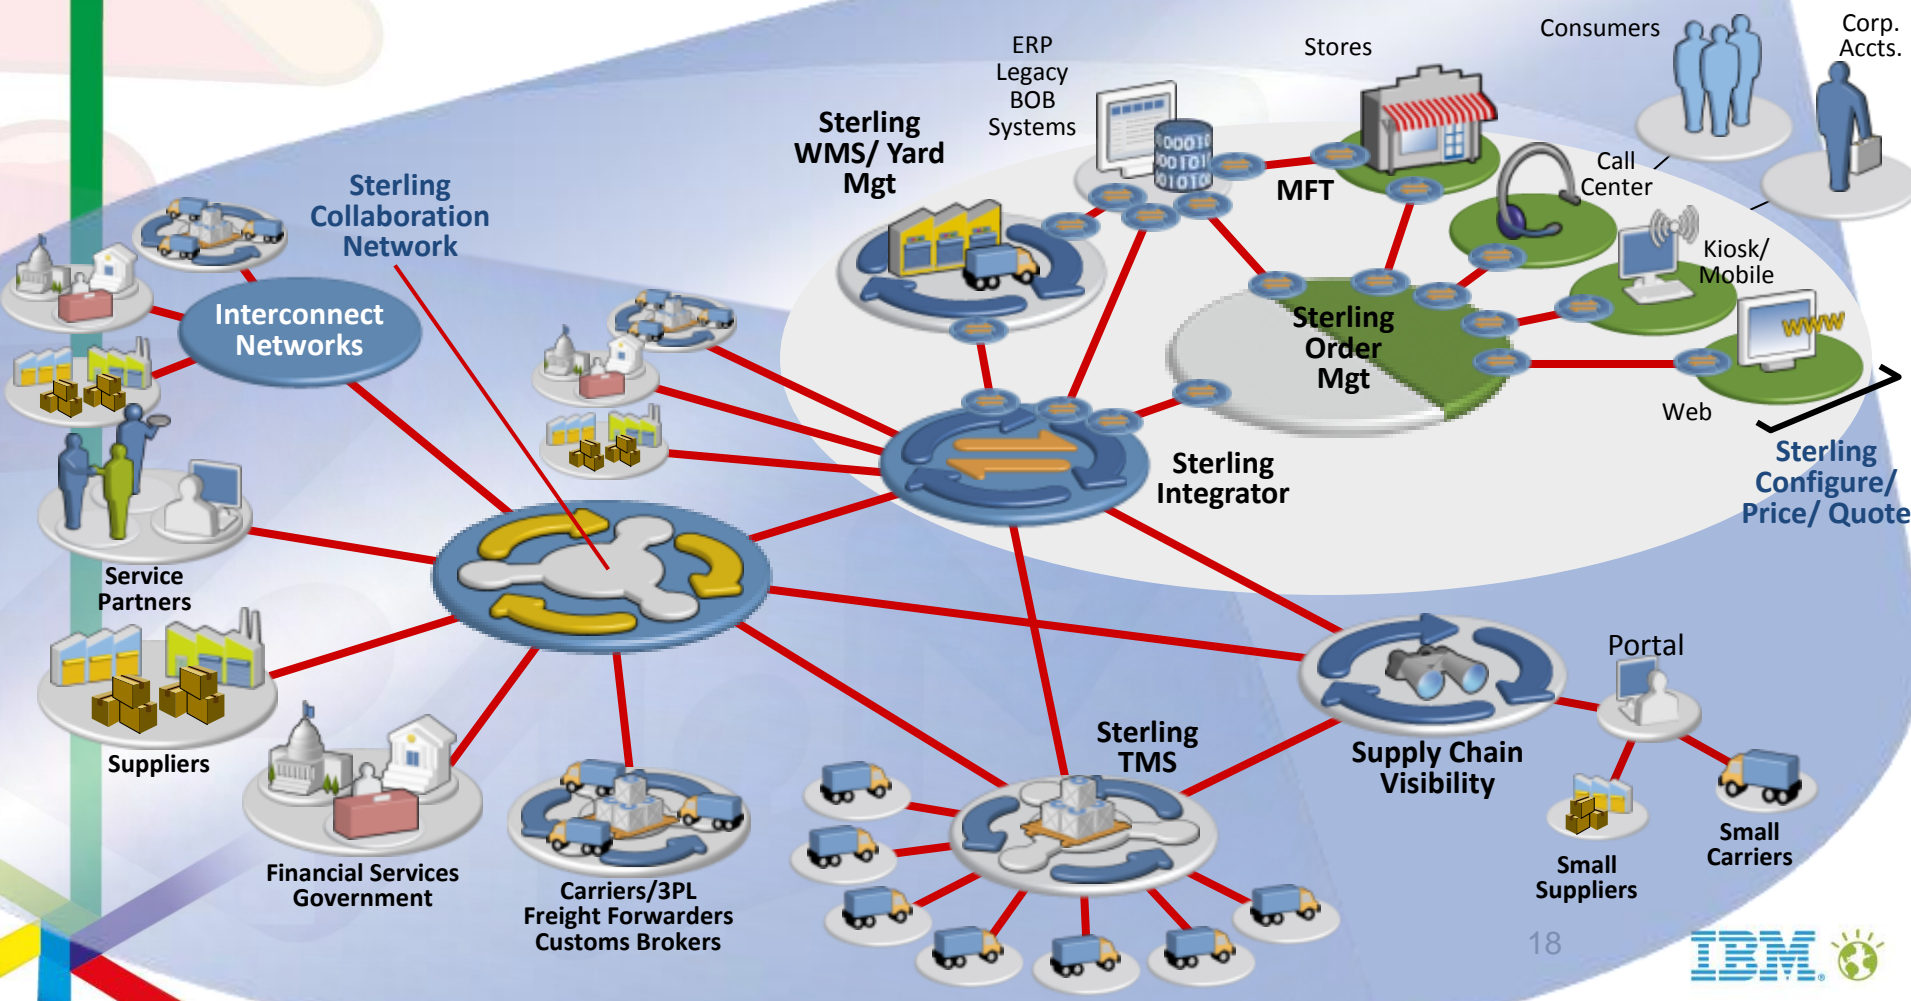 Consumers
Corp.
Accts.
ERP
Legacy
BOB
Systems
Stores
Sterling
WMS/ Yard
Mgt
MFT
Call
Center
Sterling
Collaboration
Network
Kiosk/
Mobile
Interconnect
Networks
Sterling
Order
Mgt
www
Web
Sterling
Configure/
Price/ Quote
Sterling
Integrator
Service
Partners
Portal
Suppliers
Sterling
TMS
Supply Chain
Visibility
Small
Carriers
Small
Suppliers
Financial Services
Government
Carriers/3PL
Freight Forwarders
Customs Brokers
18
IBM®